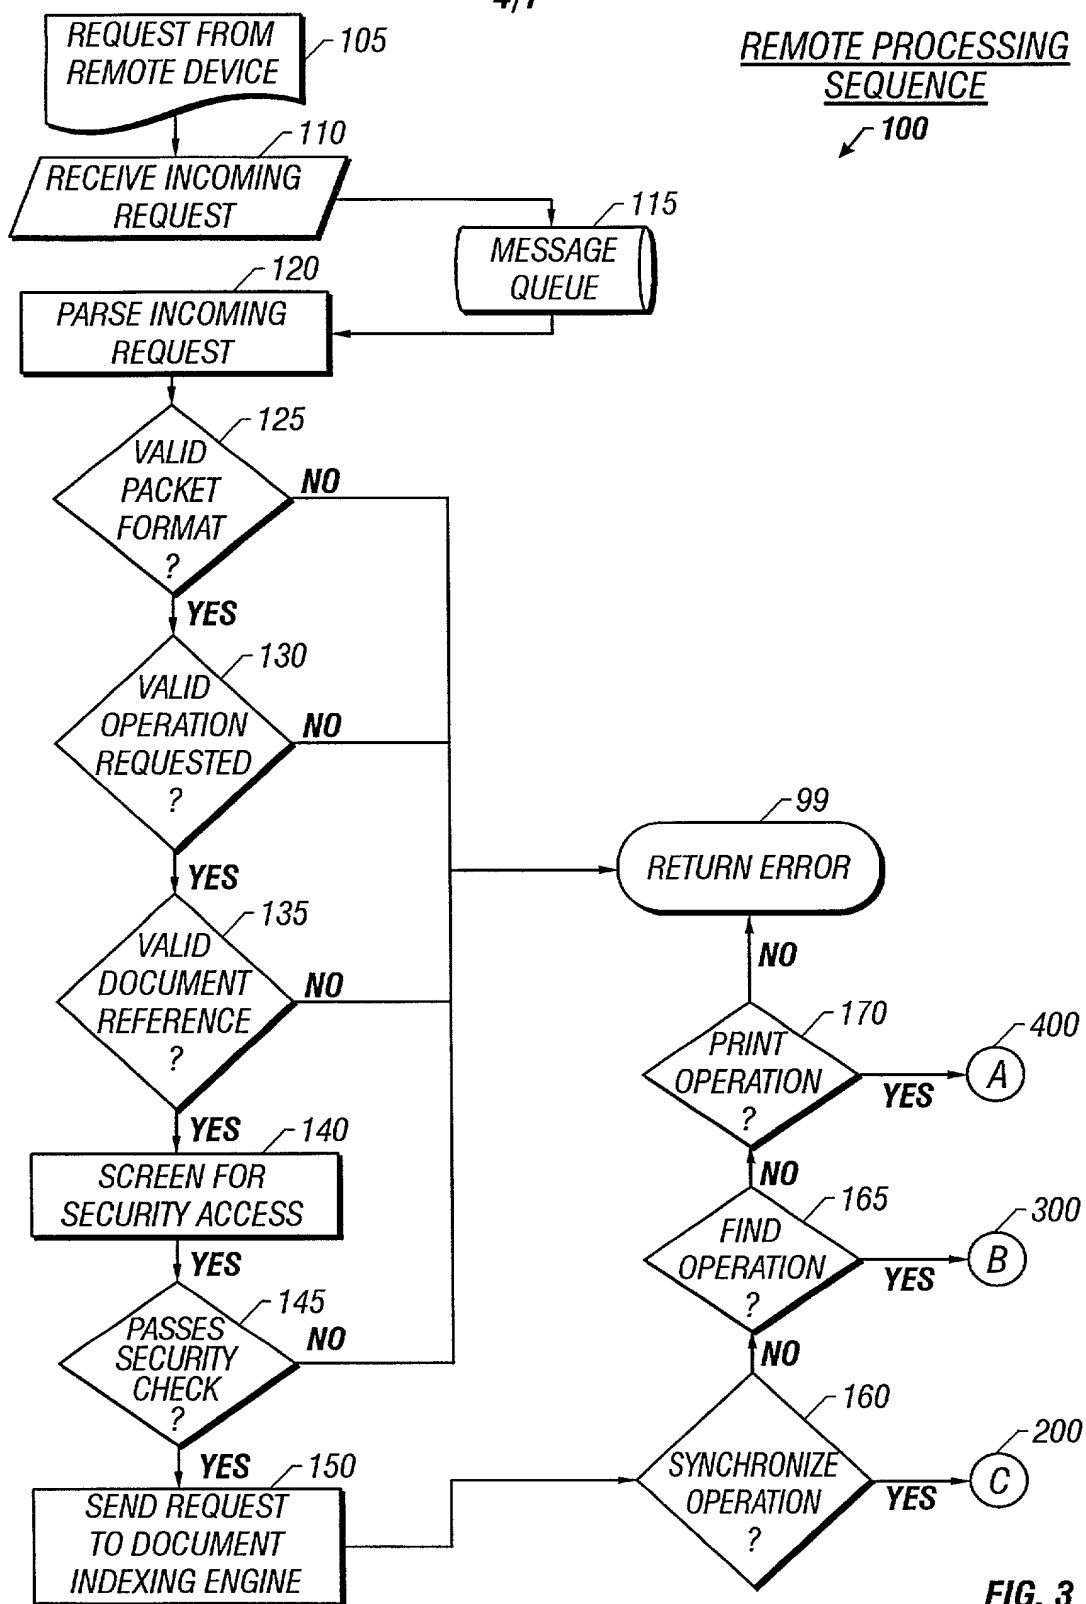 REQUEST FROM
REMOTE DEVICE
105
REMOTE PROCESSING
SEQUENCE
100
110
RECEIVE INCOMING
REQUEST
115
MESSAGE
QUEUE
120
PARSE INCOMING
REQUEST
125
VALID
PACKET
FORMAT
?
NO
YES
130
VALID
OPERATION
REQUESTED
?
NO
YES
135
VALID
DOCUMENT
REFERENCE
?
NO
YES
140
SCREEN FOR
SECURITY ACCESS
YES
145
PASSES
SECURITY
CHECK
?
NO
YES
150
SEND REQUEST
TO DOCUMENT
INDEXING ENGINE
99
RETURN ERROR
NO
170
PRINT
OPERATION
?
YES
400
A
NO
165
FIND
OPERATION
?
YES
300
B
NO
160
SYNCHRONIZE
OPERATION
?
YES
200
C
FIG. 3